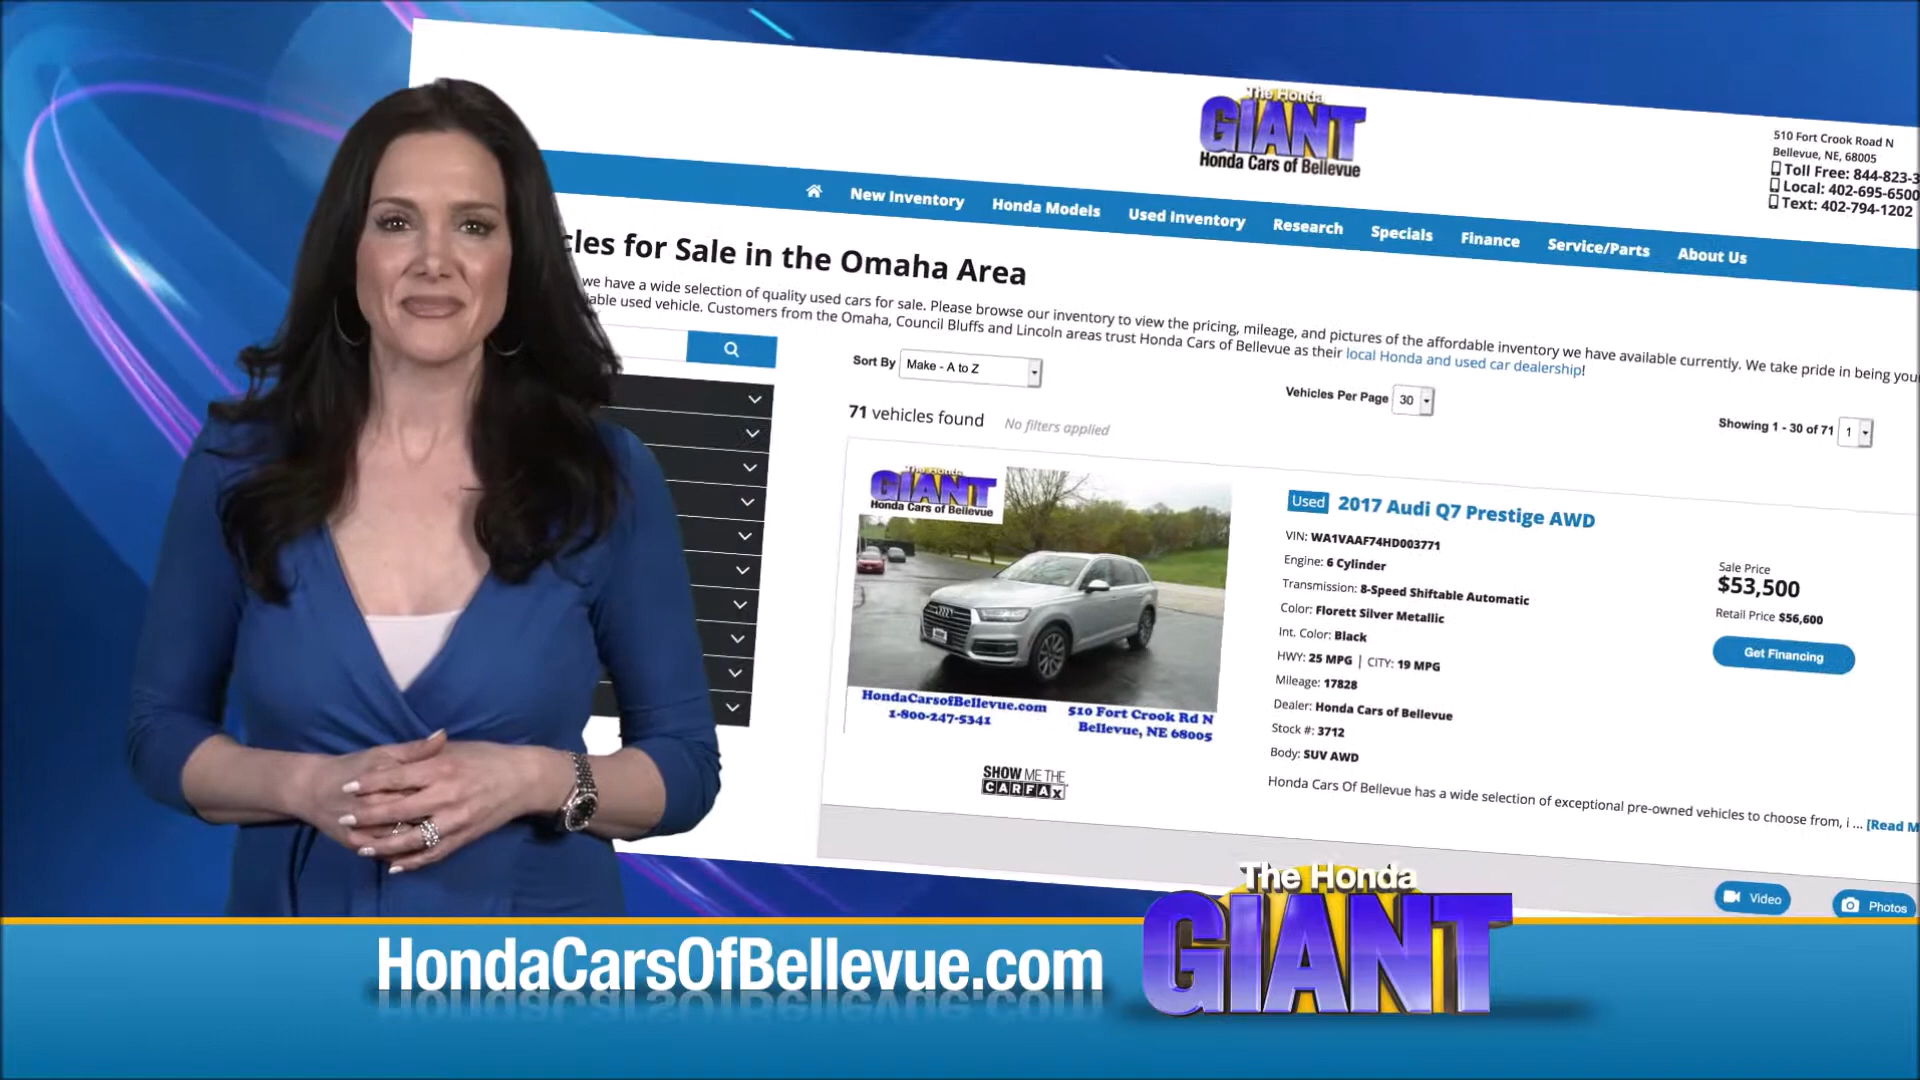 The Honda
GIANT
Honda Cars of Bellevue
510 Fort Crook Road N
Bellevue, NE, 68005
Toll Free: 844-823-3
Local: 402-695-6500
Text: 402-794-1202
New Inventory Honda Models Used Inventory Research Specials Finance Service/Parts About Us
cles for Sale in the Omaha Area
we have a wide selection of quality used cars for sale. Please browse our inventory to view the pricing, mileage, and pictures of the affordable inventory we have available currently. We take pride in being you
used vehicle. Customers from the Omaha, Council Bluffs and Lincoln areas trust Honda Cars of Bellevue as their local Honda and used car dealership!
Sort By Make - A to Z
Vehicles Per Page 30
Showing 1 - 30 of 71 1
71 vehicles found No filters applied
The Honda
GIANT
Honda Cars of Bellevue
HondaCarsofBellevue.com
1-800-247-5341
510 Fort Crook Rd N
Bellevue, NE 68005
SHOW ME THE
CARFAX
Used 2017 Audi Q7 Prestige AWD
VIN: WA1VAAF74HD003771
Engine: 6 Cylinder
Transmission: 8-Speed Shiftable Automatic
Color: Florett Silver Metallic
Int. Color: Black
HWY: 25 MPG | CITY: 19 MPG
Mileage: 17828
Dealer: Honda Cars of Bellevue
Stock #: 3712
Body: SUV AWD
Honda Cars Of Bellevue has a wide selection of exceptional pre-owned vehicles to choose from, i ... [Read M
Sale Price
$53,500
Retail Price $56,600
Get Financing
Video
Photos
HondaCarsOfBellevue.com
The Honda
GIANT